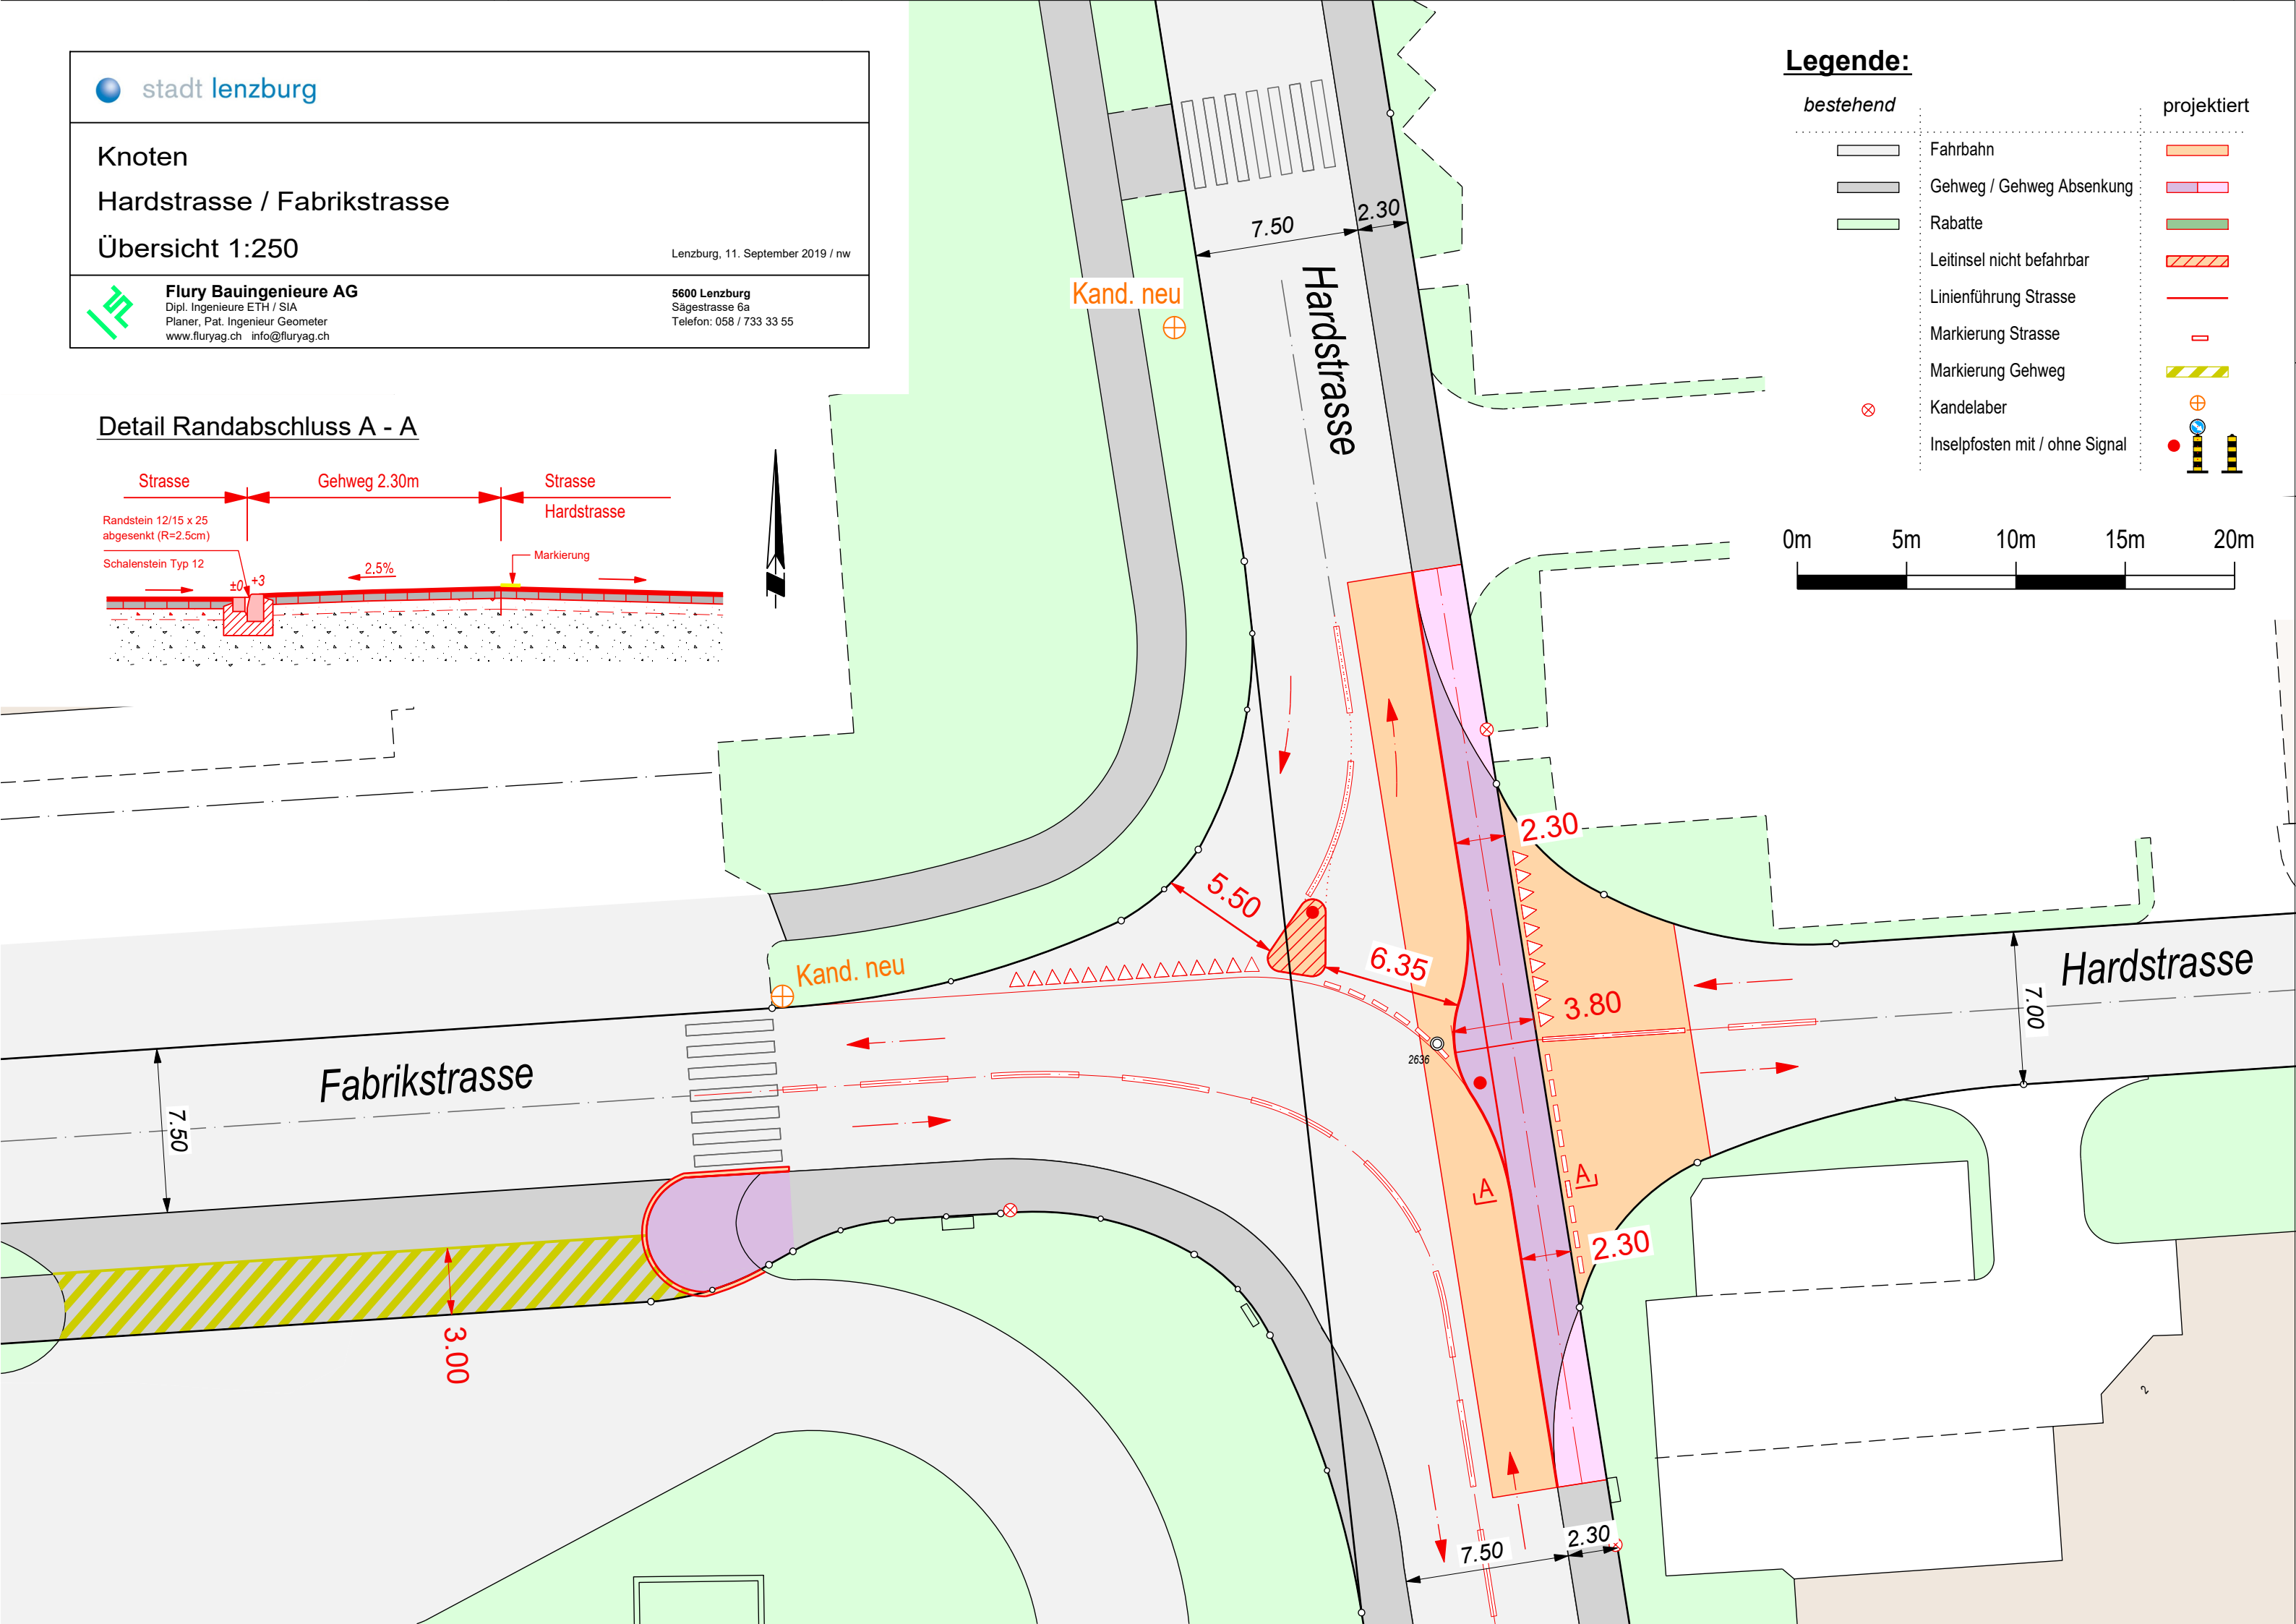 stadt lenzburg
Knoten
Hardstrasse / Fabrikstrasse
Übersicht 1:250
Lenzburg, 11. September 2019 / nw
Flury Bauingenieure AG
Dipl. Ingenieure ETH / SIA
Planer, Pat. Ingenieur Geometer
www.fluryag.ch info@fluryag.ch
5600 Lenzburg
Sägestrasse 6a
Telefon: 058 / 733 33 55
Detail Randabschluss A - A
Strasse
Gehweg 2.30m
Strasse
Hardstrasse
Randstein 12/15 x 25
abgesenkt (R=2.5cm)
Schalenstein Typ 12
±0
+3
2.5%
Markierung
Legende:
bestehend
projektiert
Fahrbahn
Gehweg / Gehweg Absenkung
Rabatte
Leitinsel nicht befahrbar
Linienführung Strasse
Markierung Strasse
Markierung Gehweg
Kandelaber
Inselpfosten mit / ohne Signal
0m
5m
10m
15m
20m
7.50
2.30
Kand. neu
Hardstrasse
2.30
5.50
6.35
3.80
Kand. neu
Hardstrasse
7.00
2636
Fabrikstrasse
7.50
A
A
2.30
3.00
2
7.50
2.30